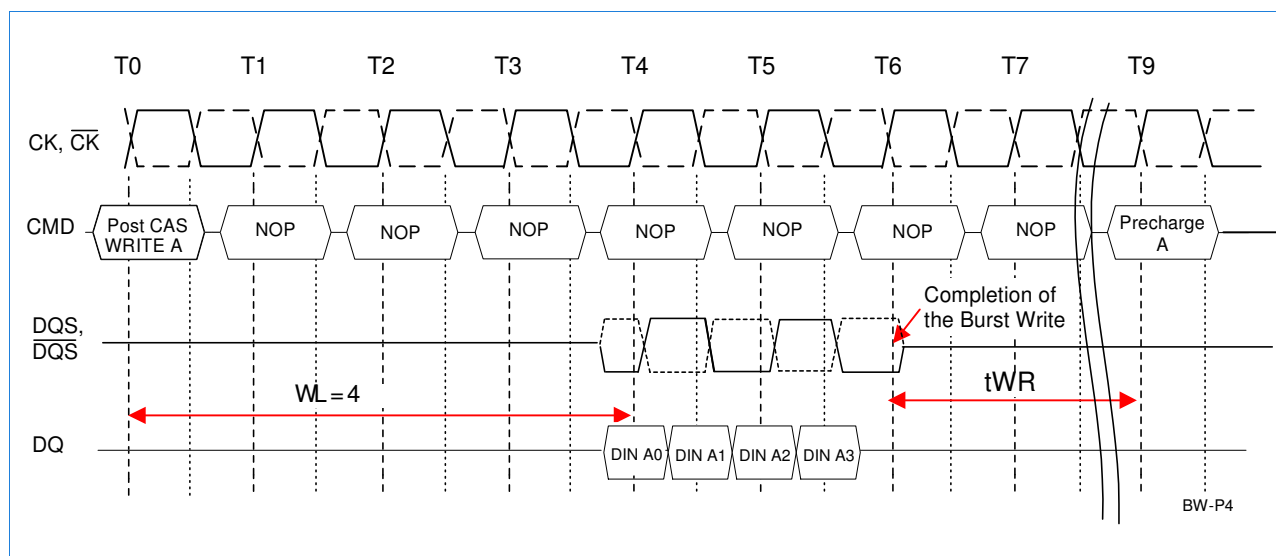 T0 T1 T2 T3 T4 T5 T6 T7 T9
CK, C̅K̅
CMD
Post CAS
WRITE A
NOP NOP NOP NOP NOP NOP NOP
Precharge
A
Completion of
the Burst Write
DQS,
D̅Q̅S̅
WL = 4
tWR
DQ
DIN A0 DIN A1 DIN A2 DIN A3
BW-P4